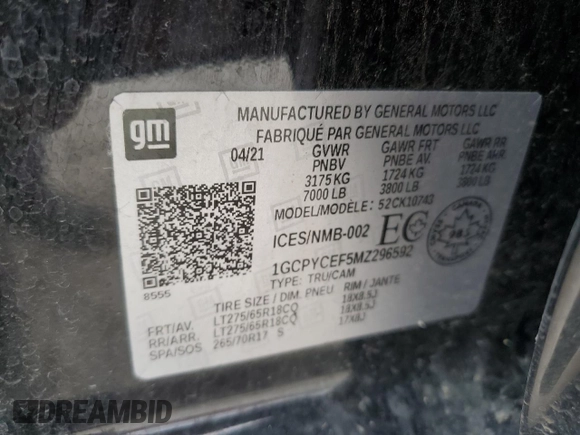 gm
MANUFACTURED BY GENERAL MOTORS LLC
FABRIQUÉ PAR GENERAL MOTORS LLC
04/21 GVWR GAWR FRT GAWR RR
PNBV PNBE AV. PNBE ARR.
3175 KG 1724 KG 1724 KG
7000 LB 3800 LB 3800 LB
MODEL/MODÈLE: 52CK10743
ICES/NMB-002 EC
1GCPYCEF5MZ296592
TYPE: TRU/CAM
8555
TIRE SIZE / DIM. PNEU RIM / JANTE
FRT/AV. LT275/65R18CQ 18X8.5J
RR/ARR. LT275/65R18CQ 18X8.5J
SPA/SOS 265/70R17 S 17X8J
DREAMBID